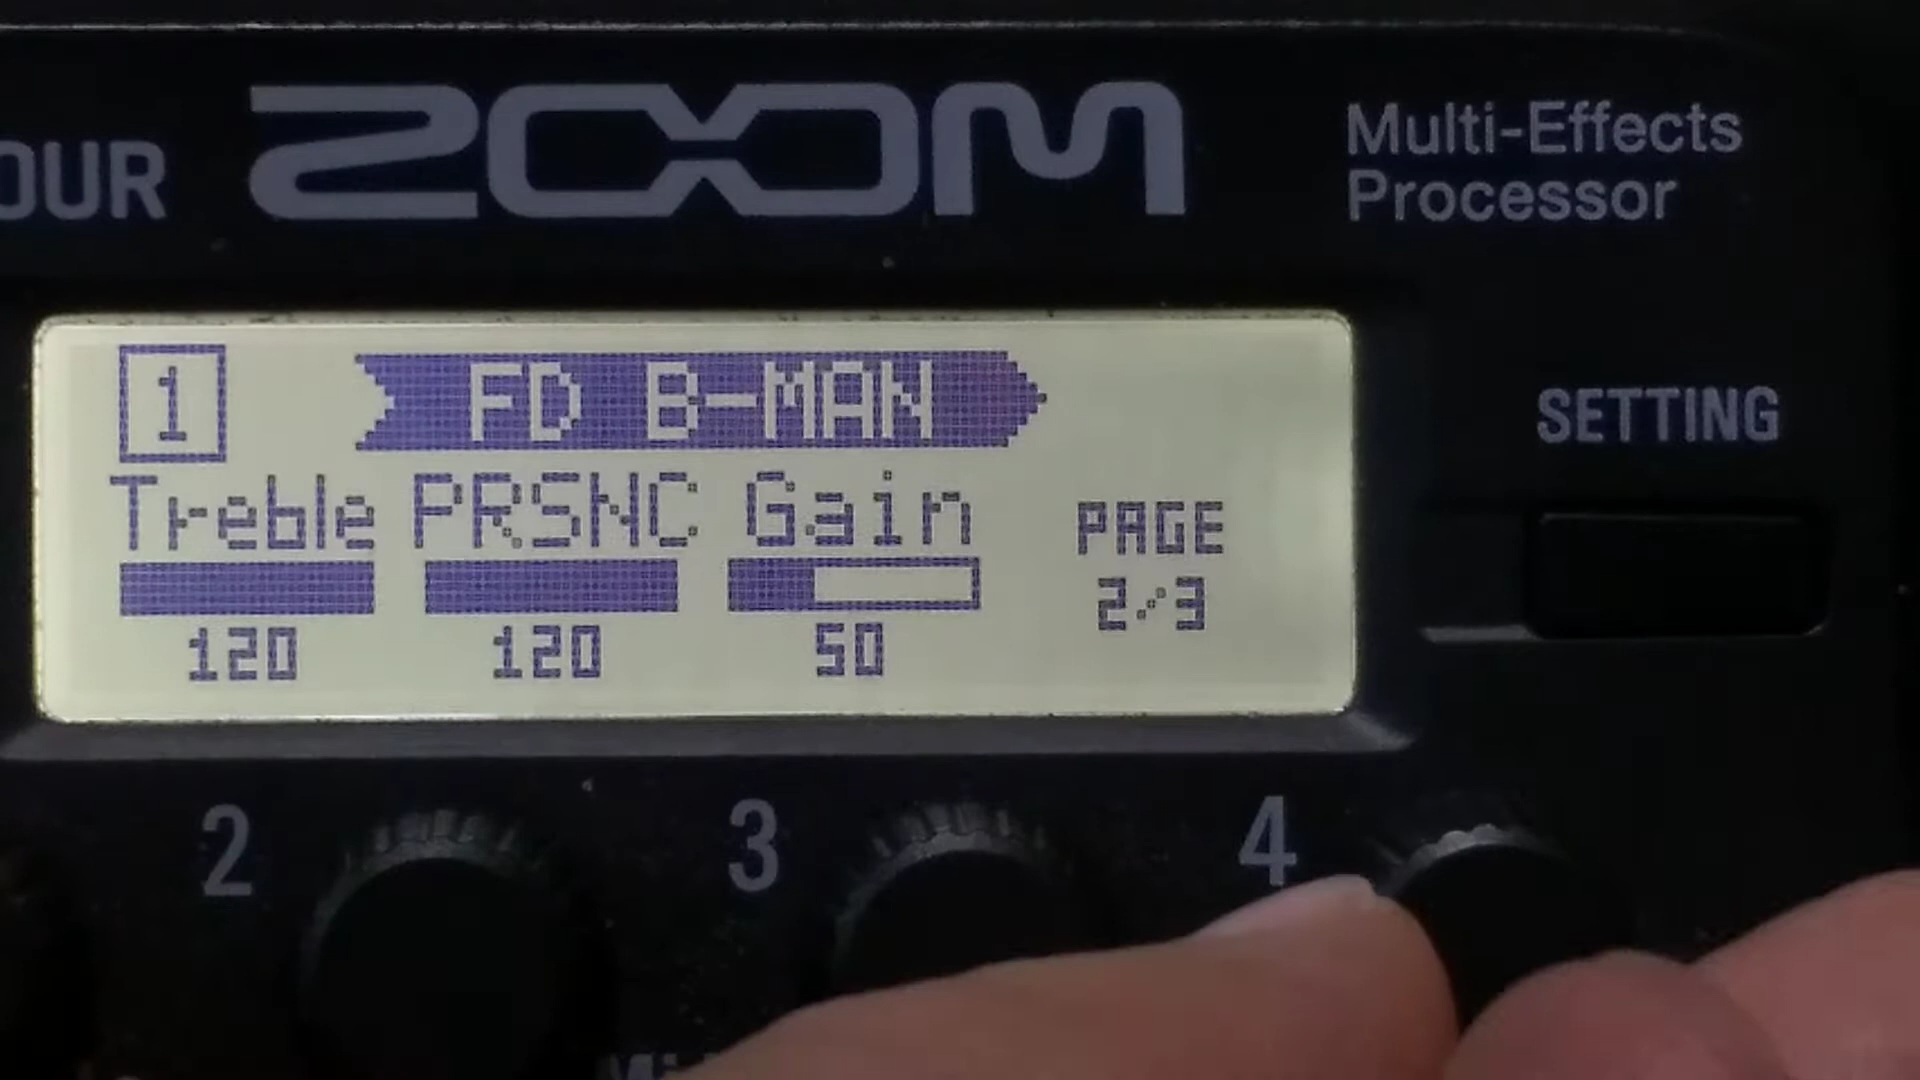 OUR ZOOM Multi-Effects
Processor
1 FD B-MAN
SETTING
Treble PRSNC Gain PAGE
120 120 50 2/3
2 3 4